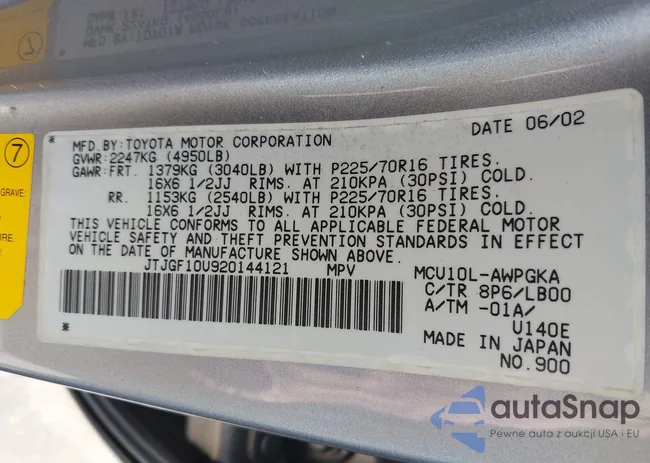 MFD BY: TOYOTA MOTOR CORPORATION
DATE 06/02
GVWR: 2247KG (4950LB)
GAWR: FRT. 1379KG (3040LB) WITH P225/70R16 TIRES.
16X6 1/2JJ RIMS. AT 210KPA (30PSI) COLD.
RR. 1153KG (2540LB) WITH P225/70R16 TIRES.
16X6 1/2JJ RIMS. AT 210KPA (30PSI) COLD.
THIS VEHICLE CONFORMS TO ALL APPLICABLE FEDERAL MOTOR
VEHICLE SAFETY AND THEFT PREVENTION STANDARDS IN EFFECT
ON THE DATE OF MANUFACTURE SHOWN ABOVE.
JTJGF10U920144121 MPV
MCU10L-AWPGKA
C/TR 8P6/LB00
A/TM -01A/
U140E
MADE IN JAPAN
NO.900
7
GRAVE:
autaSnap
Pewne auto z aukcji USA i EU